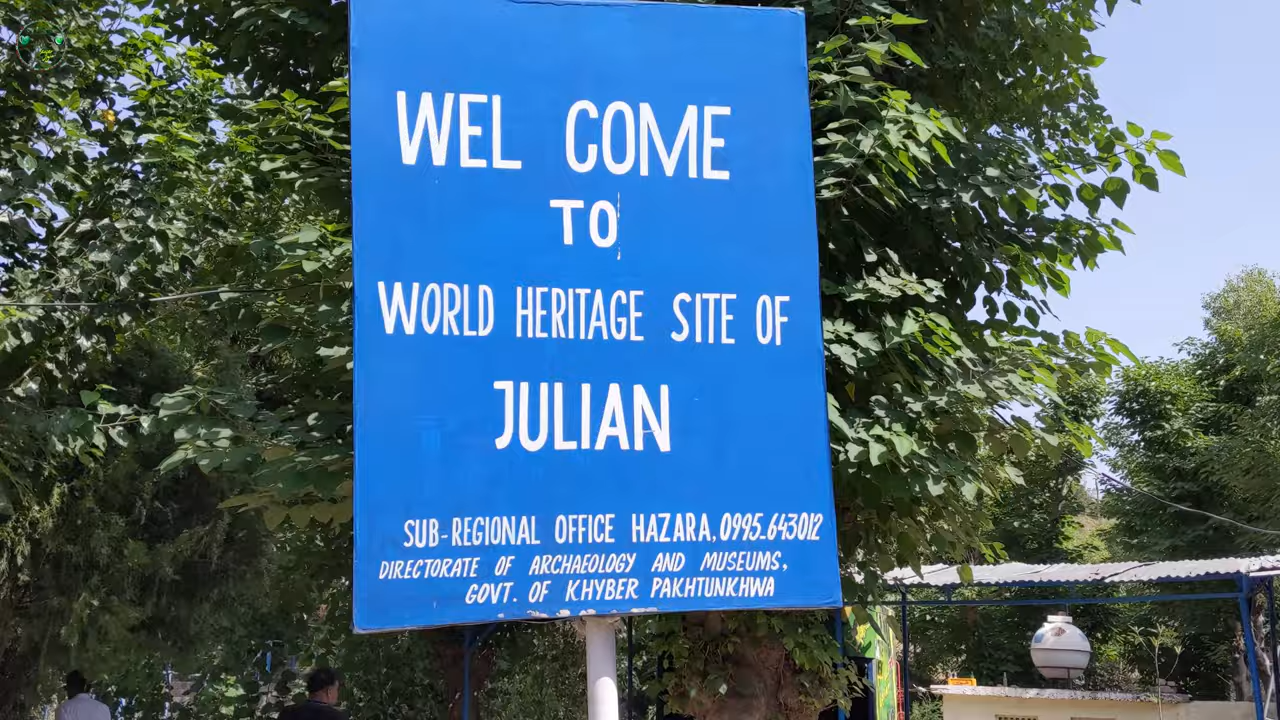 WEL COME
TO
WORLD HERITAGE SITE OF
JULIAN
SUB-REGIONAL OFFICE HAZARA, 0995-643012
DIRECTORATE OF ARCHAEOLOGY AND MUSEUMS,
GOVT. OF KHYBER PAKHTUNKHWA